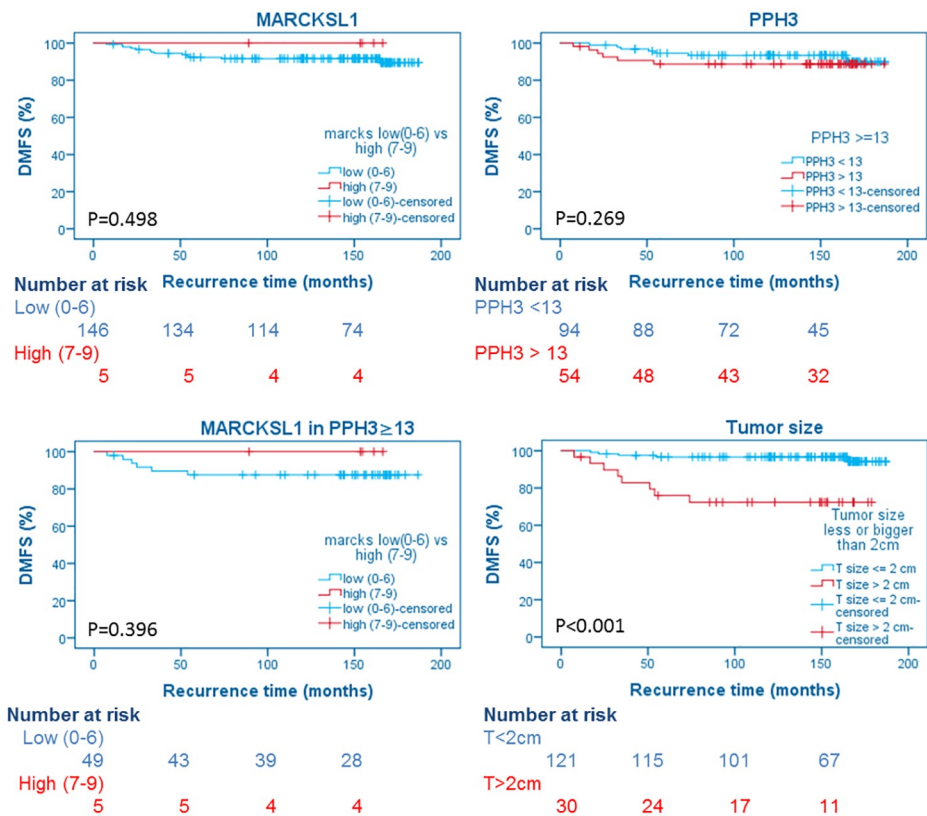 MARCKSL1
DMFS (%)
100
80
60
40
20
0
marcks low(0-6) vs
high (7-9)
low (0-6)
high (7-9)
low (0-6)-censored
high (7-9)-censored
P=0.498
0 50 100 150 200
Recurrence time (months)
Number at risk
Low (0-6)
146 134 114 74
High (7-9)
5 5 4 4
PPH3
DMFS (%)
100
80
60
40
20
0
PPH3 >=13
PPH3 < 13
PPH3 > 13
PPH3 < 13-censored
PPH3 > 13-censored
P=0.269
0 50 100 150 200
Recurrence time (months)
Number at risk
PPH3 <13
94 88 72 45
PPH3 > 13
54 48 43 32
MARCKSL1 in PPH3≥13
DMFS (%)
100
80
60
40
20
0
marcks low(0-6) vs
high (7-9)
low (0-6)
high (7-9)
low (0-6)-censored
high (7-9)-censored
P=0.396
0 50 100 150 200
Recurrence time (months)
Number at risk
Low (0-6)
49 43 39 28
High (7-9)
5 5 4 4
Tumor size
DMFS (%)
100
80
60
40
20
0
Tumor size
less or bigger
than 2cm
T size <= 2 cm
T size > 2 cm
T size <= 2 cm-
censored
T size > 2 cm-
censored
P<0.001
0 50 100 150 200
Recurrence time (months)
Number at risk
T<2cm
121 115 101 67
T>2cm
30 24 17 11